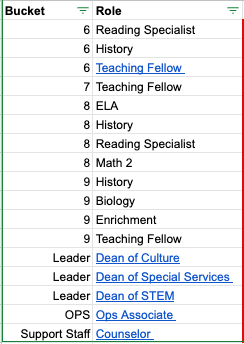 Bucket Role
6 Reading Specialist
6 History
6 Teaching Fellow
7 Teaching Fellow
8 ELA
8 History
8 Reading Specialist
8 Math 2
9 History
9 Biology
9 Enrichment
9 Teaching Fellow
Leader Dean of Culture
Leader Dean of Special Services
Leader Dean of STEM
OPS Ops Associate
Support Staff Counselor